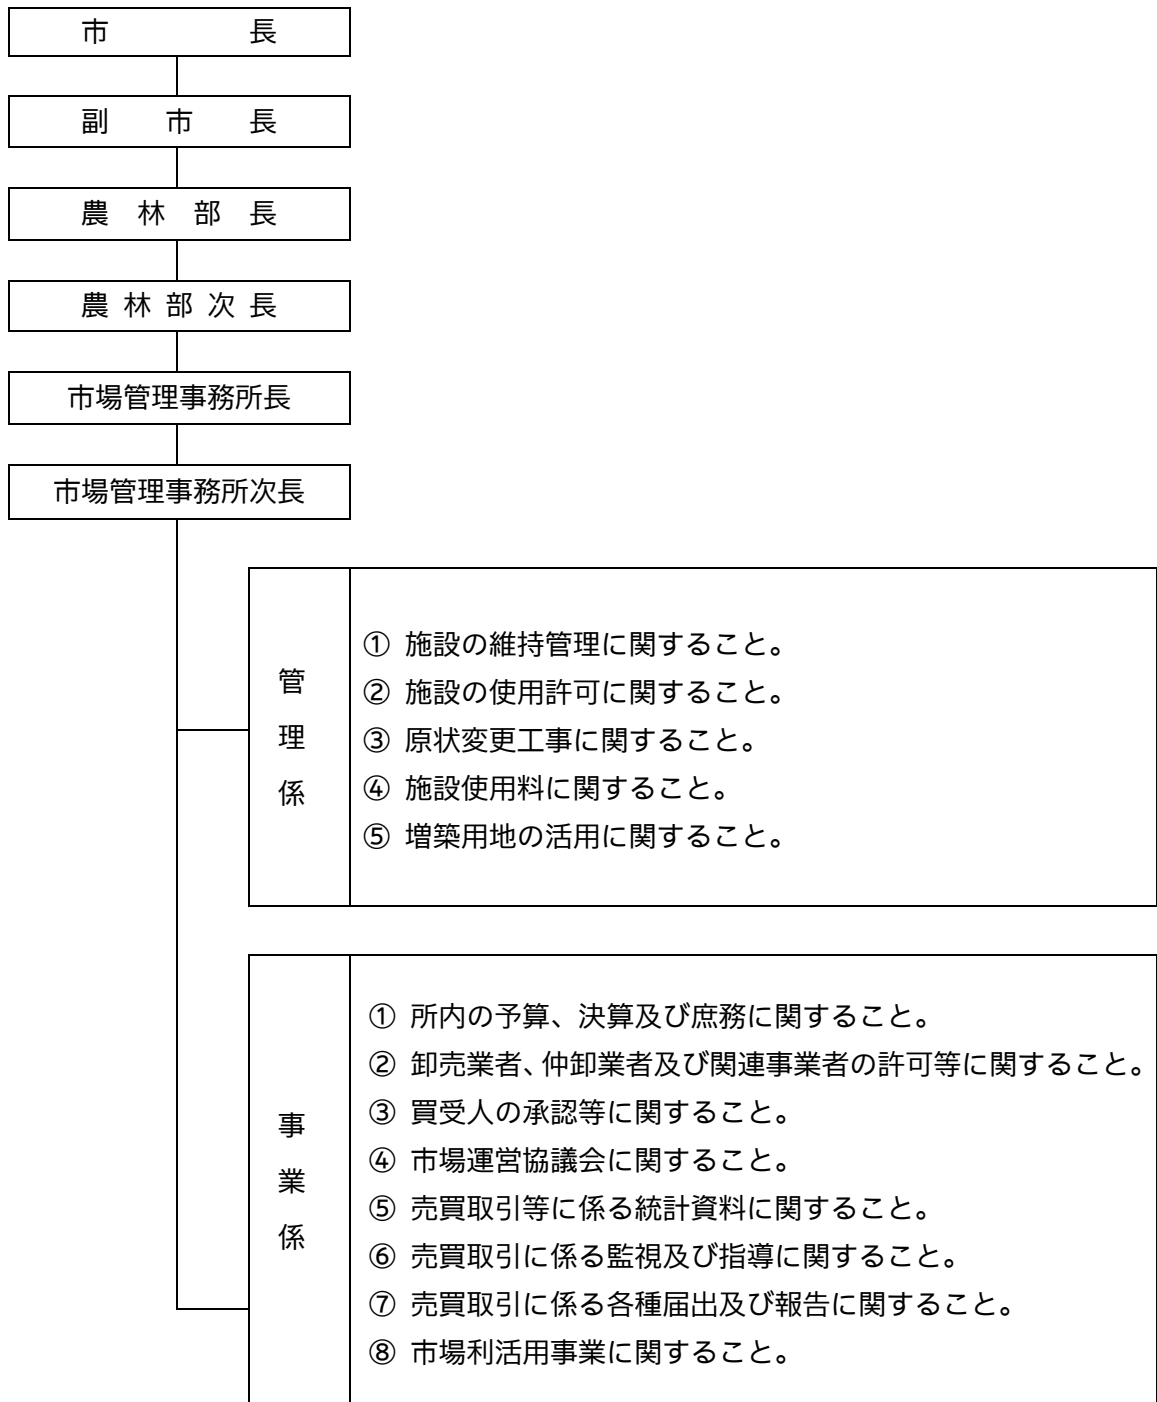 市長
副市長
農林部長
農林部次長
市場管理事務所長
市場管理事務所次長
管理係
① 施設の維持管理に関すること。
② 施設の使用許可に関すること。
③ 原状変更工事に関すること。
④ 施設使用料に関すること。
⑤ 増築用地の活用に関すること。
事業係
① 所内の予算、決算及び庶務に関すること。
② 卸売業者、仲卸業者及び関連事業者の許可等に関すること。
③ 買受人の承認等に関すること。
④ 市場運営協議会に関すること。
⑤ 売買取引等に係る統計資料に関すること。
⑥ 売買取引に係る監視及び指導に関すること。
⑦ 売買取引に係る各種届出及び報告に関すること。
⑧ 市場利活用事業に関すること。